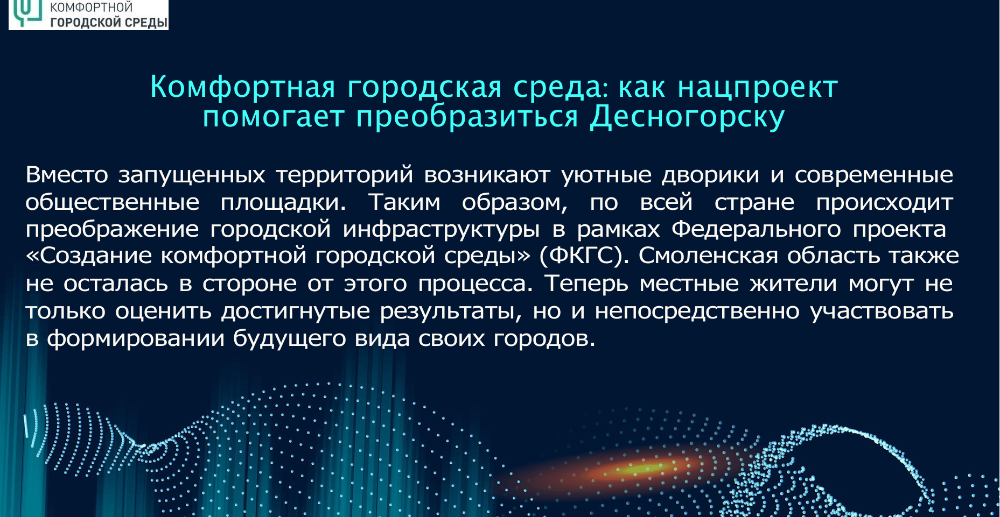 КОМФОРТНОЙ
ГОРОДСКОЙ СРЕДЫ
Комфортная городская среда: как нацпроект
помогает преобразиться Десногорску
Вместо запущенных территорий возникают уютные дворики и современные
общественные площадки. Таким образом, по всей стране происходит
преображение городской инфраструктуры в рамках Федерального проекта
«Создание комфортной городской среды» (ФКГС). Смоленская область также
не осталась в стороне от этого процесса. Теперь местные жители могут не
только оценить достигнутые результаты, но и непосредственно участвовать
в формировании будущего вида своих городов.